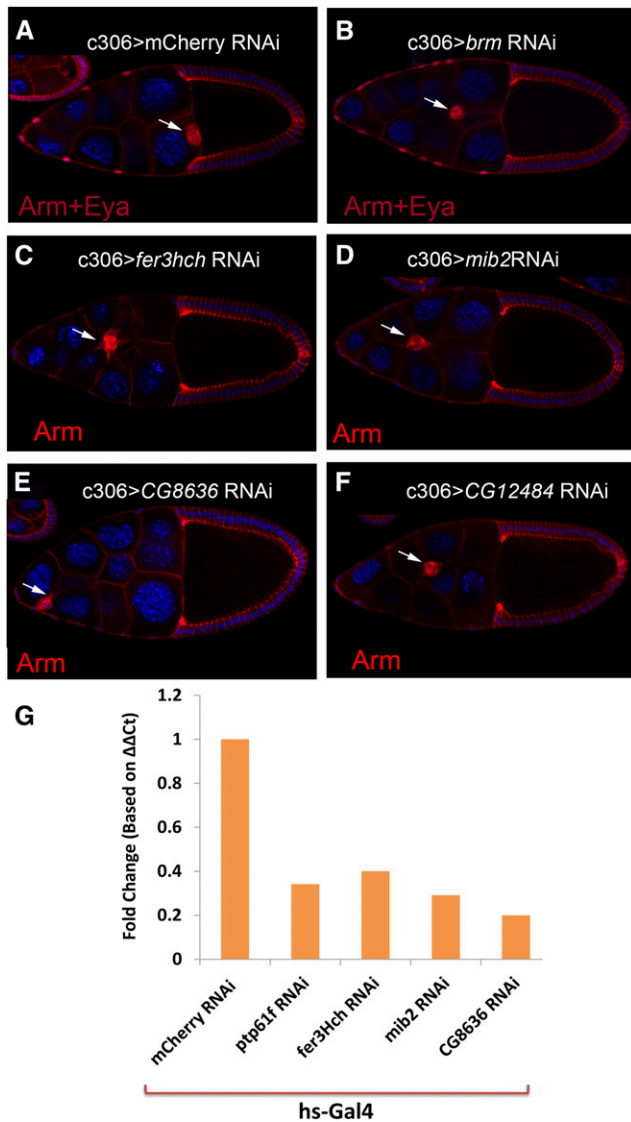 A
c306>mCherry RNAi
Arm+Eya
B
c306>brm RNAi
Arm+Eya
C
c306>fer3hch RNAi
Arm
D
c306>mib2RNAi
Arm
E
c306>CG8636 RNAi
Arm
F
c306>CG12484 RNAi
Arm
G
Fold Change (Based on ΔΔCt)
1.2
1
0.8
0.6
0.4
0.2
0
mCherry RNAi
ptp61f RNAi
fer3Hch RNAi
mib2 RNAi
CG8636 RNAi
hs-Gal4